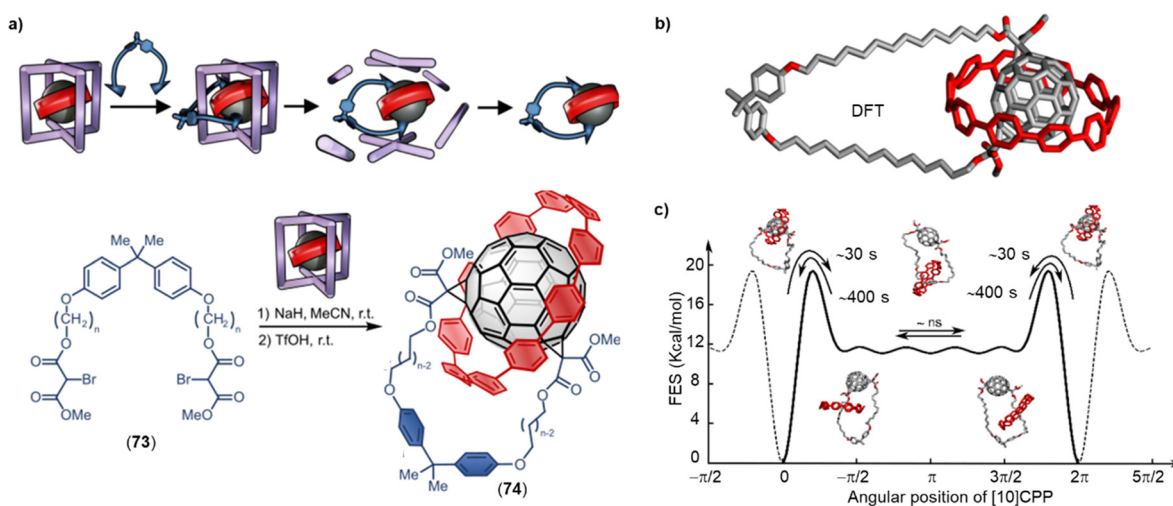 a)
Me Me
O O
(CH₂)n (CH₂)n
O O
O O
Br Br
O O
OMe MeO
(73)
1) NaH, MeCN, r.t.
2) TfOH, r.t.
OMe
O
O
O
OMe
O
O
O
n-2
n-2
O
O
Me Me
(74)
b)
DFT
c)
FES (Kcal/mol)
20
16
12
8
4
0
~30 s
~400 s
~ ns
~30 s
~400 s
−π/2 0 −π/2 π 3π/2 2π 5π/2
Angular position of [10]CPP